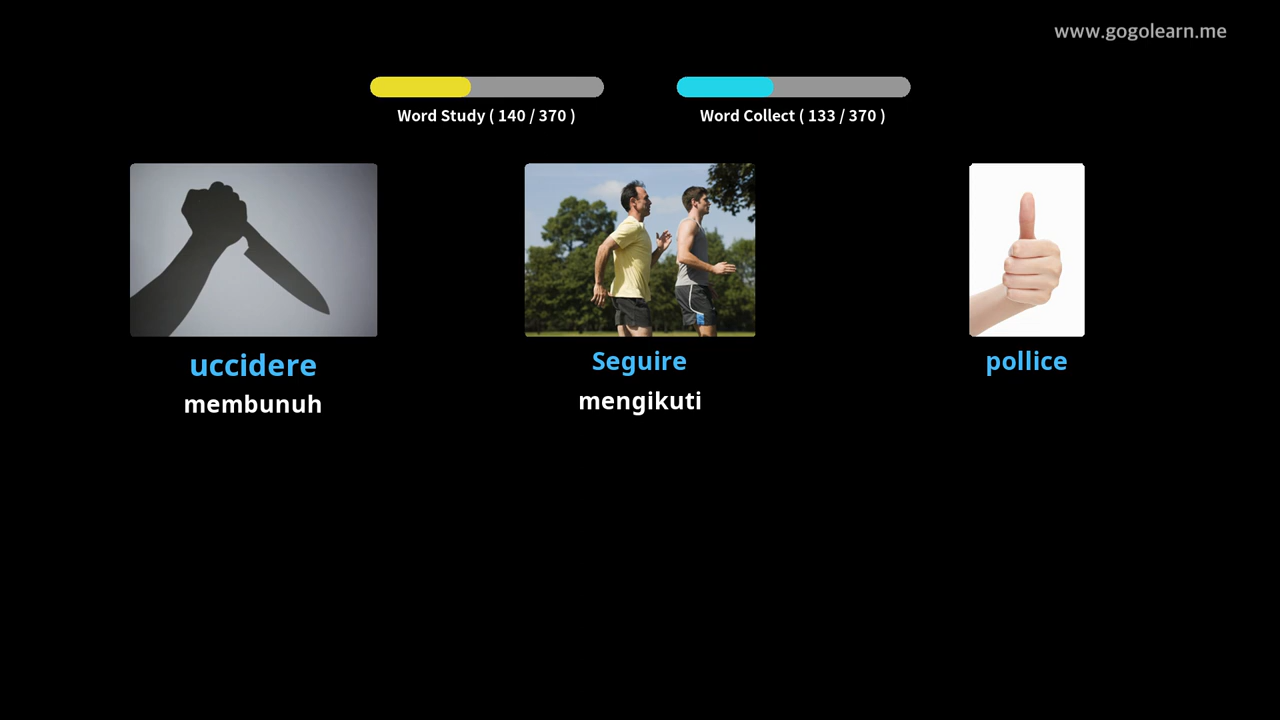 www.gogolearn.me
Word Study ( 140 / 370 )
Word Collect ( 133 / 370 )
uccidere
membunuh
Seguire
mengikuti
pollice